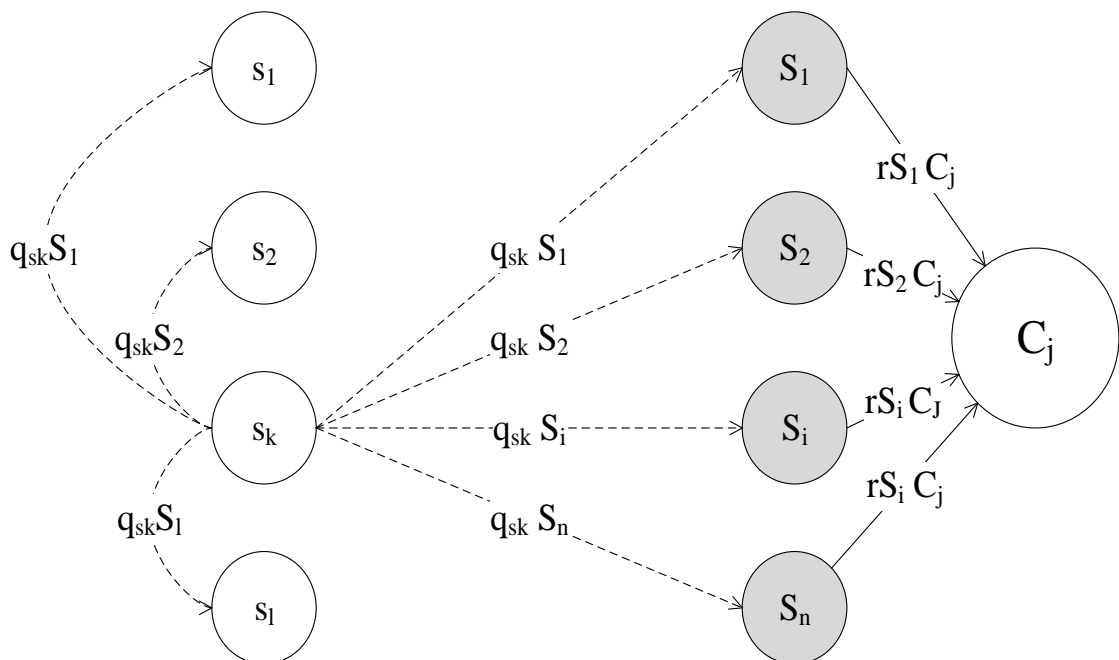 s₁
S₁
rS₁ Cⱼ
qₛₖS₁
s₂
qₛₖ S₁
S₂
rS₂ Cⱼ
qₛₖS₂
qₛₖ S₂
Cⱼ
sₖ
qₛₖ Sᵢ
Sᵢ
rSᵢ C_J
qₛₖSₗ
qₛₖ Sₙ
rSᵢ Cⱼ
sₗ
Sₙ